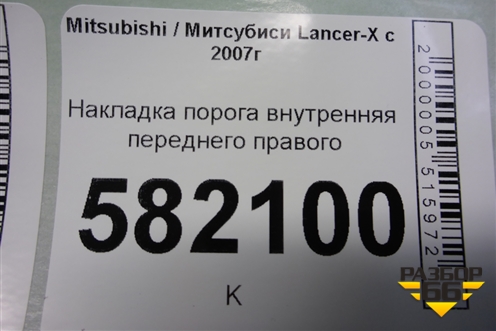 Mitsubishi / Митсубиси Lancer-X с
2007г
Накладка порога внутренняя
переднего правого
582100
К
2000005515972
РАЗБОР
66